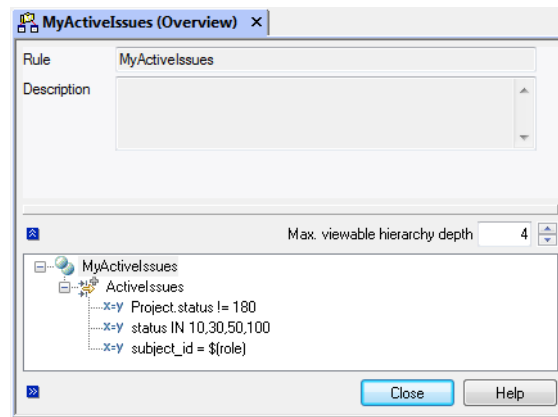 MyActiveIssues (Overview)
Rule MyActiveIssues
Description
Max. viewable hierarchy depth 4
MyActiveIssues
ActiveIssues
x=y Project.status != 180
x=y status IN 10,30,50,100
x=y subject_id = $(role)
Close Help